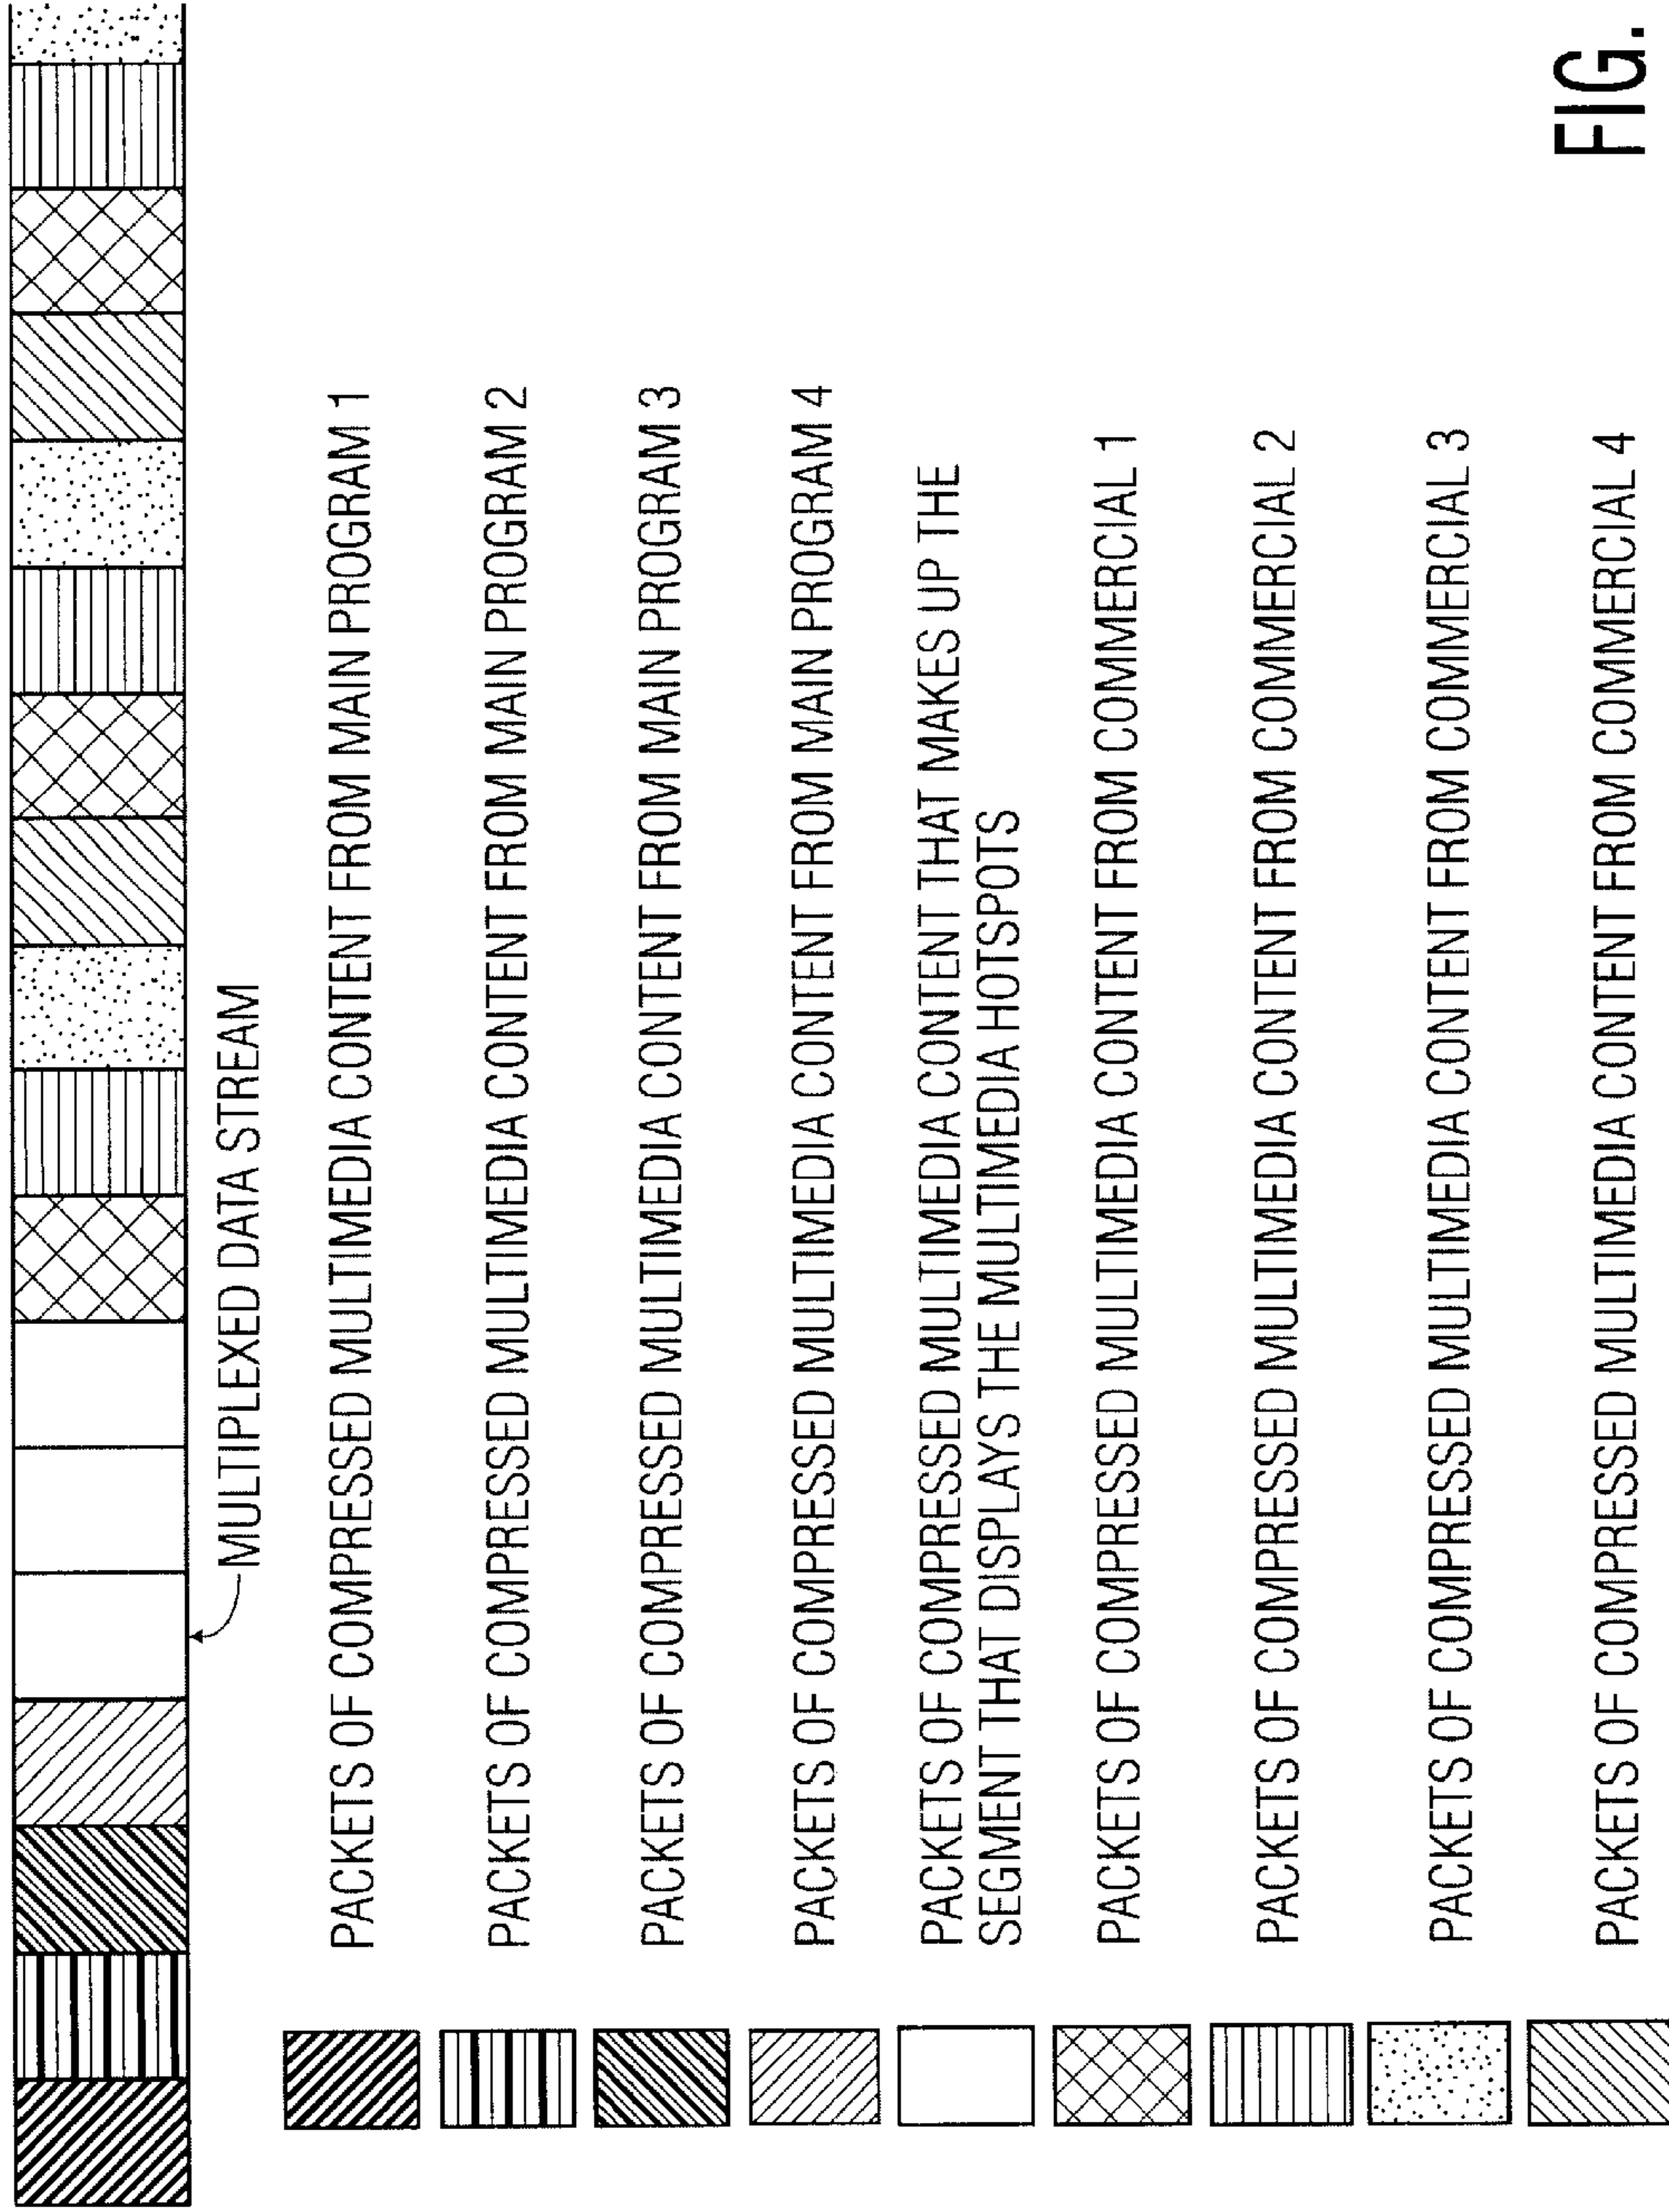 MULTIPLEXED DATA STREAM
PACKETS OF COMPRESSED MULTIMEDIA CONTENT FROM MAIN PROGRAM 1
PACKETS OF COMPRESSED MULTIMEDIA CONTENT FROM MAIN PROGRAM 2
PACKETS OF COMPRESSED MULTIMEDIA CONTENT FROM MAIN PROGRAM 3
PACKETS OF COMPRESSED MULTIMEDIA CONTENT FROM MAIN PROGRAM 4
PACKETS OF COMPRESSED MULTIMEDIA CONTENT THAT MAKES UP THE
SEGMENT THAT DISPLAYS THE MULTIMEDIA HOTSPOTS
PACKETS OF COMPRESSED MULTIMEDIA CONTENT FROM COMMERCIAL 1
PACKETS OF COMPRESSED MULTIMEDIA CONTENT FROM COMMERCIAL 2
PACKETS OF COMPRESSED MULTIMEDIA CONTENT FROM COMMERCIAL 3
PACKETS OF COMPRESSED MULTIMEDIA CONTENT FROM COMMERCIAL 4
FIG.